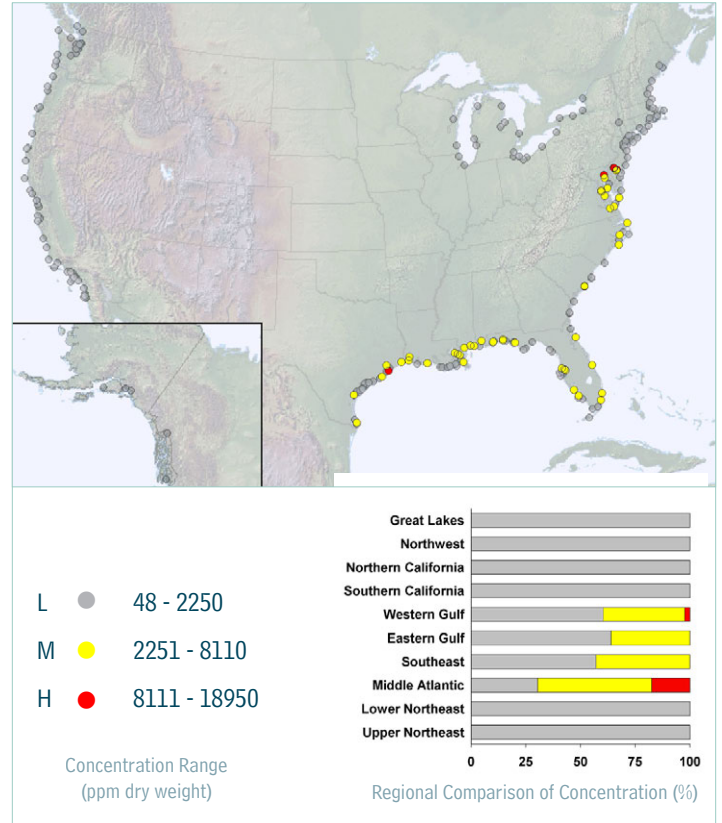 L 48 - 2250
M 2251 - 8110
H 8111 - 18950
Concentration Range
(ppm dry weight)
Great Lakes
Northwest
Northern California
Southern California
Western Gulf
Eastern Gulf
Southeast
Middle Atlantic
Lower Northeast
Upper Northeast
0 25 50 75 100
Regional Comparison of Concentration (%)